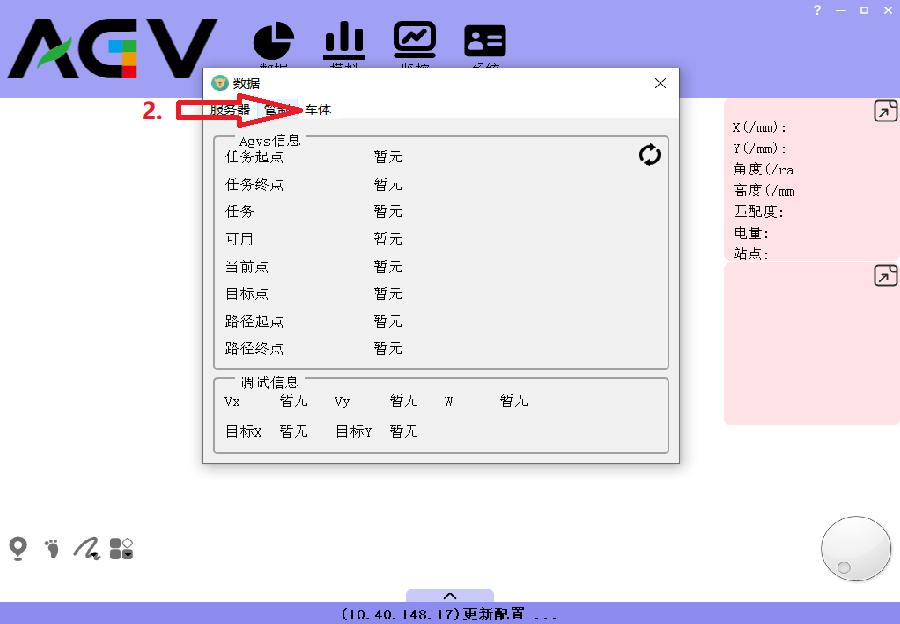 AGV
数据 模拟 监控 系统
数据
2.
服务器 管制 车体
Agvs信息
任务起点 暂无
任务终点 暂无
任务 暂无
可用 暂无
当前点 暂无
目标点 暂无
路径起点 暂无
路径终点 暂无
调试信息
Vx 暂无 Vy 暂无 W 暂无
目标X 暂无 目标Y 暂无
X(/mm):
Y(/mm):
角度(/ra
高度(/mm
匹配度:
电量:
站点:
(10.40.148.17)更新配置 ...